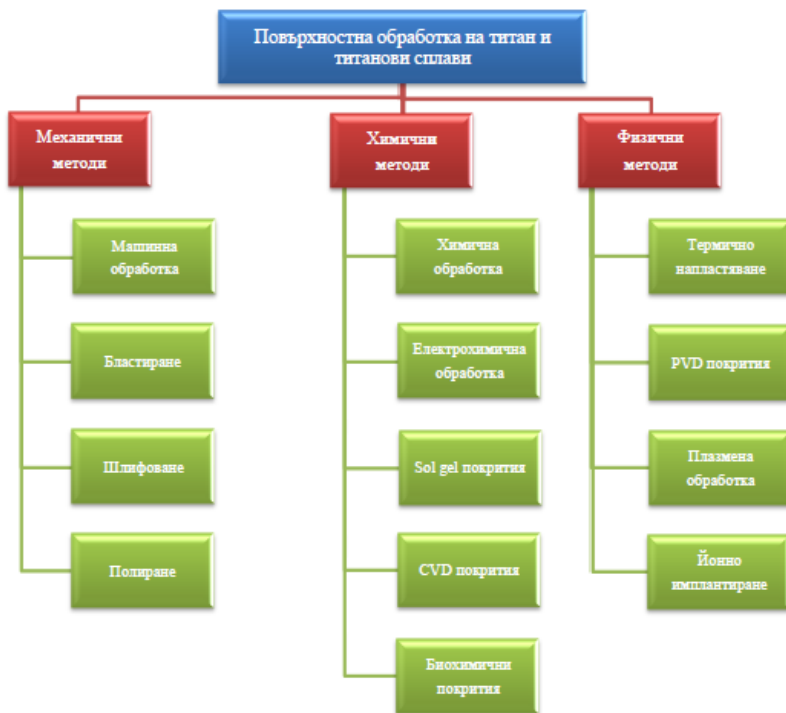 Повърхностна обработка на титан и
титанови сплави
Механични
методи
Машинна
обработка
Бластиране
Шлифоване
Полиране
Химични
методи
Химична
обработка
Електрохимична
обработка
Sol gel покрития
CVD покрития
Биохимични
покрития
Физични
методи
Термично
напластяване
PVD покрития
Плазмена
обработка
Йонно
имплантиране